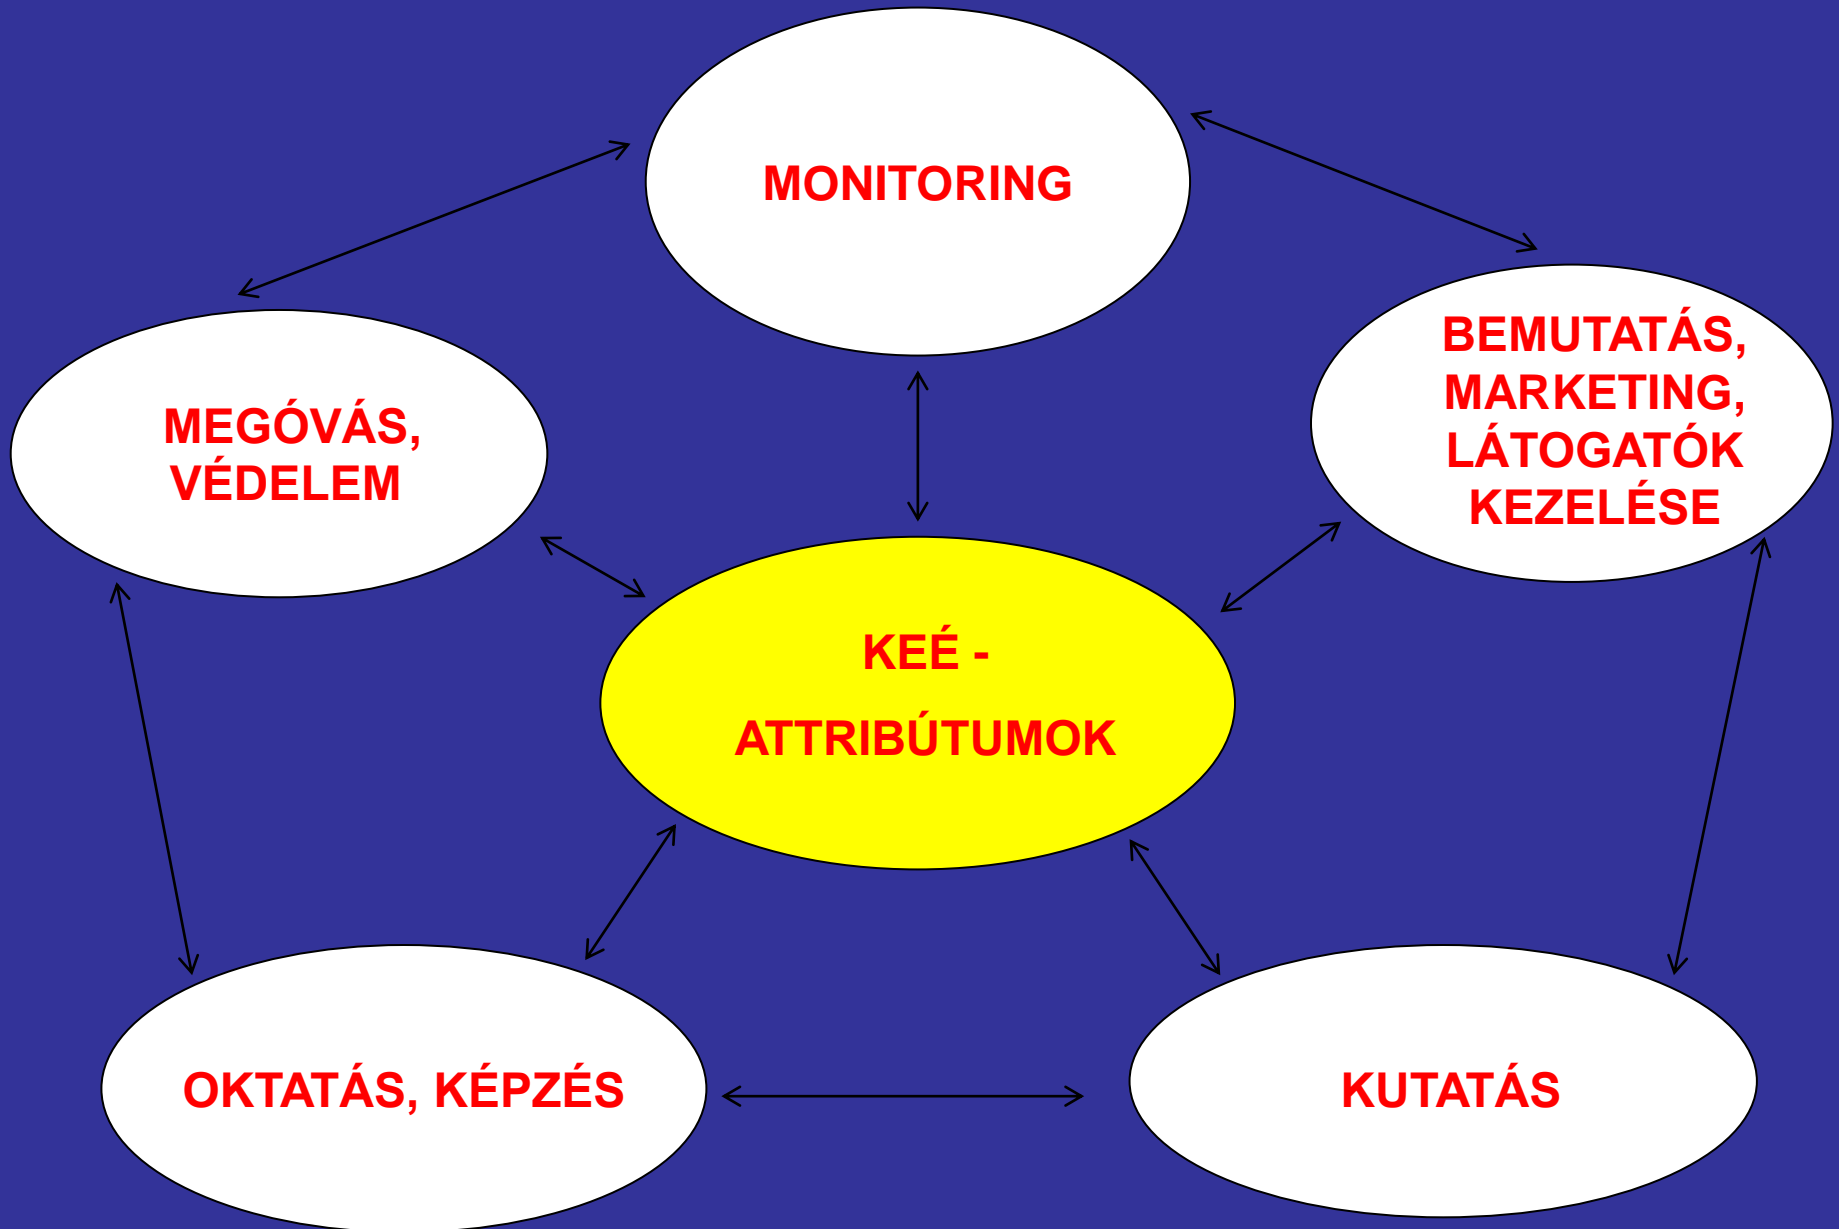 MONITORING
MEGÓVÁS,
VÉDELEM
BEMUTATÁS,
MARKETING,
LÁTOGATÓK
KEZELÉSE
KEÉ -
ATTRIBÚTUMOK
OKTATÁS, KÉPZÉS
KUTATÁS